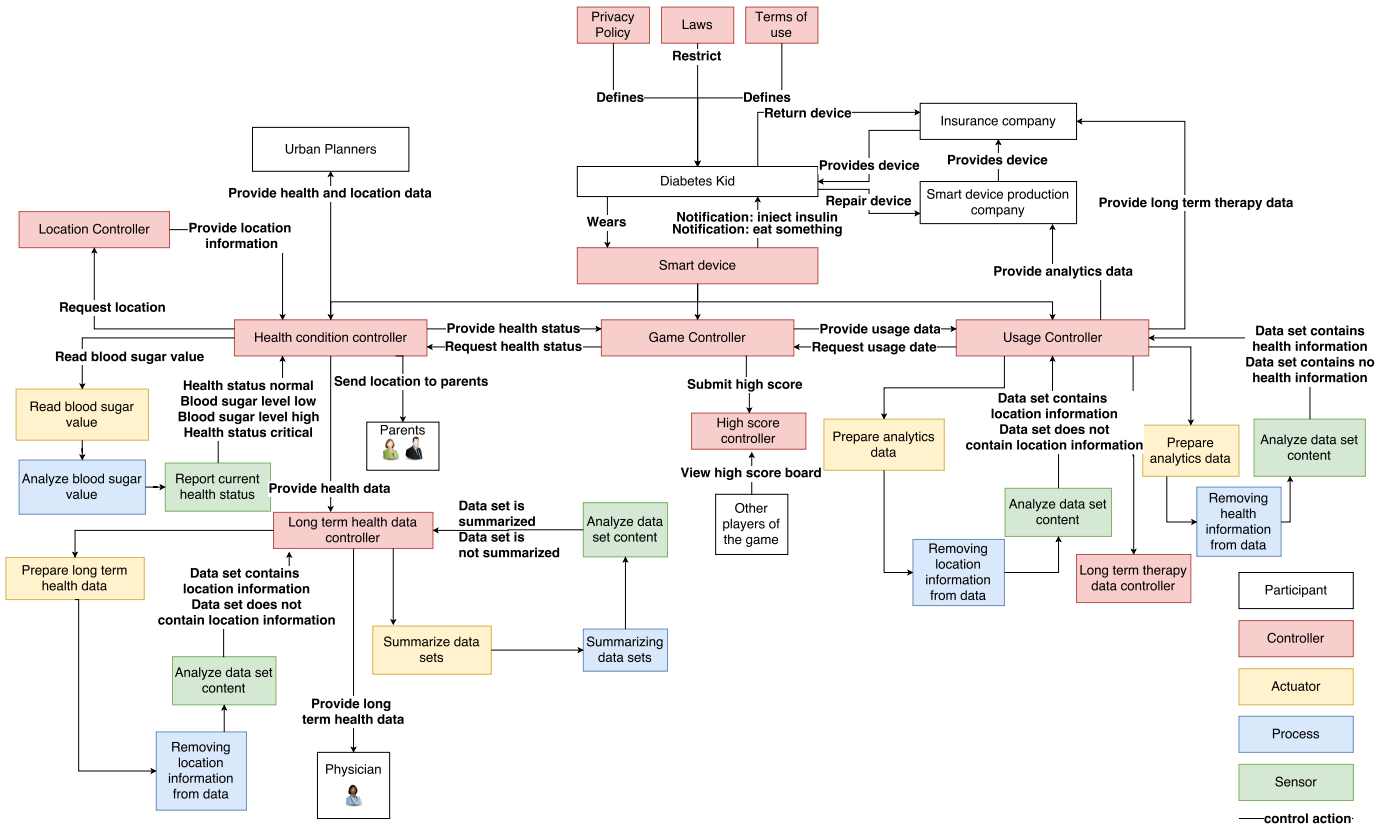 Privacy
Policy
Laws
Terms of
use
Restrict
Defines
Defines
Return device
Insurance company
Urban Planners
Provides device
Provides device
Diabetes Kid
Provide health and location data
Repair device
Smart device production
company
Provide long term therapy data
Location Controller
Provide location
information
Wears
Notification: iniect insulin
Notification: eat something
Smart device
Provide analytics data
Request location
Health condition controller
Provide health status
Request health status
Game Controller
Provide usage data
Request usage date
Usage Controller
Data set contains
health information
Data set contains no
health information
Read blood sugar value
Health status normal
Blood sugar level low
Blood sugar level high
Health status critical
Send location to parents
Submit high score
Data set contains
location information
Data set does not
contain location information
Read blood sugar
value
Parents
High score
controller
Prepare analytics
data
Prepare
analytics data
Analyze data set
content
Analyze blood sugar
value
Report current
health status
Provide health data
View high score board
Other
players of
the game
Analyze data set
content
Removing
health
information
from data
Long term health data
controller
Data set is
summarized
Data set is
not summarized
Analyze data
set content
Removing
location
information
from data
Long term therapy
data controller
Prepare long term
health data
Data set contains
location information
Data set does not
contain location information
Summarize data
sets
Summarizing
data sets
Analyze data set
content
Provide long
term health data
Removing
location
information
from data
Physician
Participant
Controller
Actuator
Process
Sensor
control action